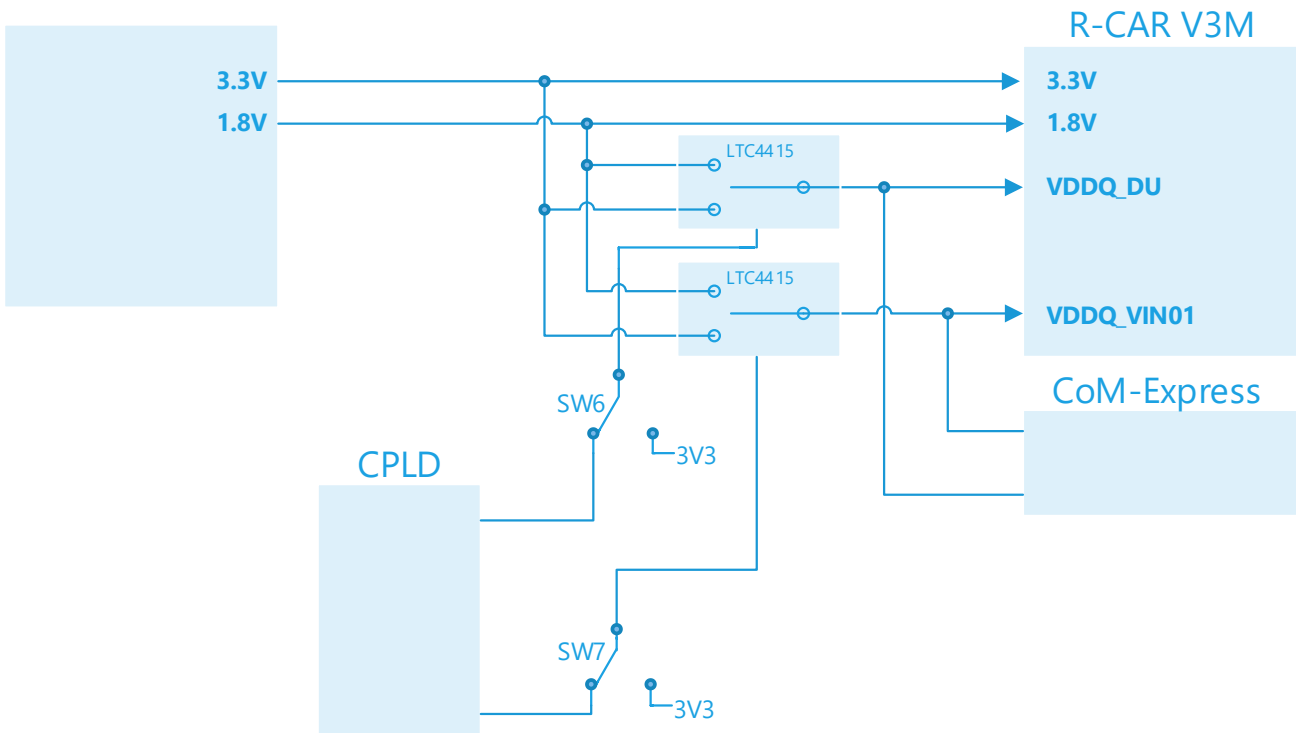 R-CAR V3M
3.3V
3.3V
1.8V
1.8V
LTC4415
VDDQ_DU
LTC4415
VDDQ_VIN01
CoM-Express
SW6
3V3
CPLD
SW7
3V3